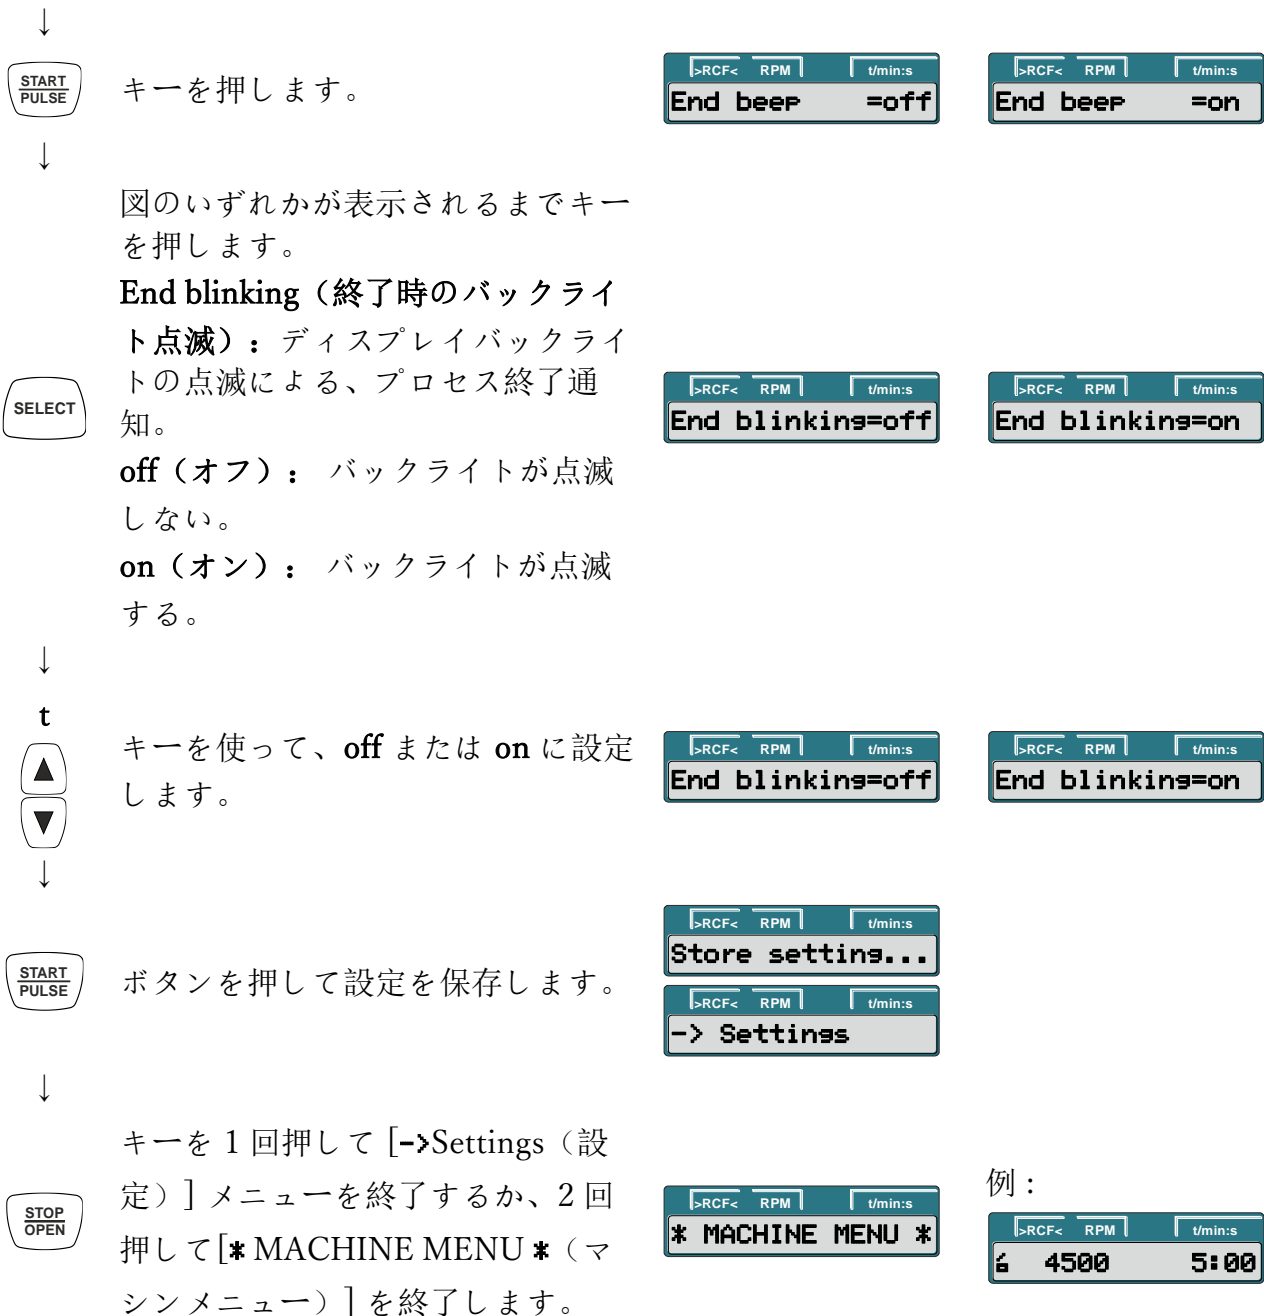 ↓
START
PULSE
キーを押します。
>RCF< RPM t/min:s
End beep =off
>RCF< RPM t/min:s
End beep =on
↓
図のいずれかが表示されるまでキー
を押します。
End blinking（終了時のバックライ
ト点滅）：ディスプレイバックライ
トの点滅による、プロセス終了通
知。
off（オフ）： バックライトが点滅
しない。
on（オン）： バックライトが点滅
する。
SELECT
>RCF< RPM t/min:s
End blinking=off
>RCF< RPM t/min:s
End blinking=on
↓
t
キーを使って、off または on に設定
します。
>RCF< RPM t/min:s
End blinking=off
>RCF< RPM t/min:s
End blinking=on
↓
START
PULSE
ボタンを押して設定を保存します。
>RCF< RPM t/min:s
Store setting...
>RCF< RPM t/min:s
-> Settings
↓
STOP
OPEN
キーを 1 回押して [->Settings（設
定）] メニューを終了するか、2 回
押して[* MACHINE MENU *（マ
シンメニュー）] を終了します。
>RCF< RPM t/min:s
* MACHINE MENU *
例：
>RCF< RPM t/min:s
4500 5:00